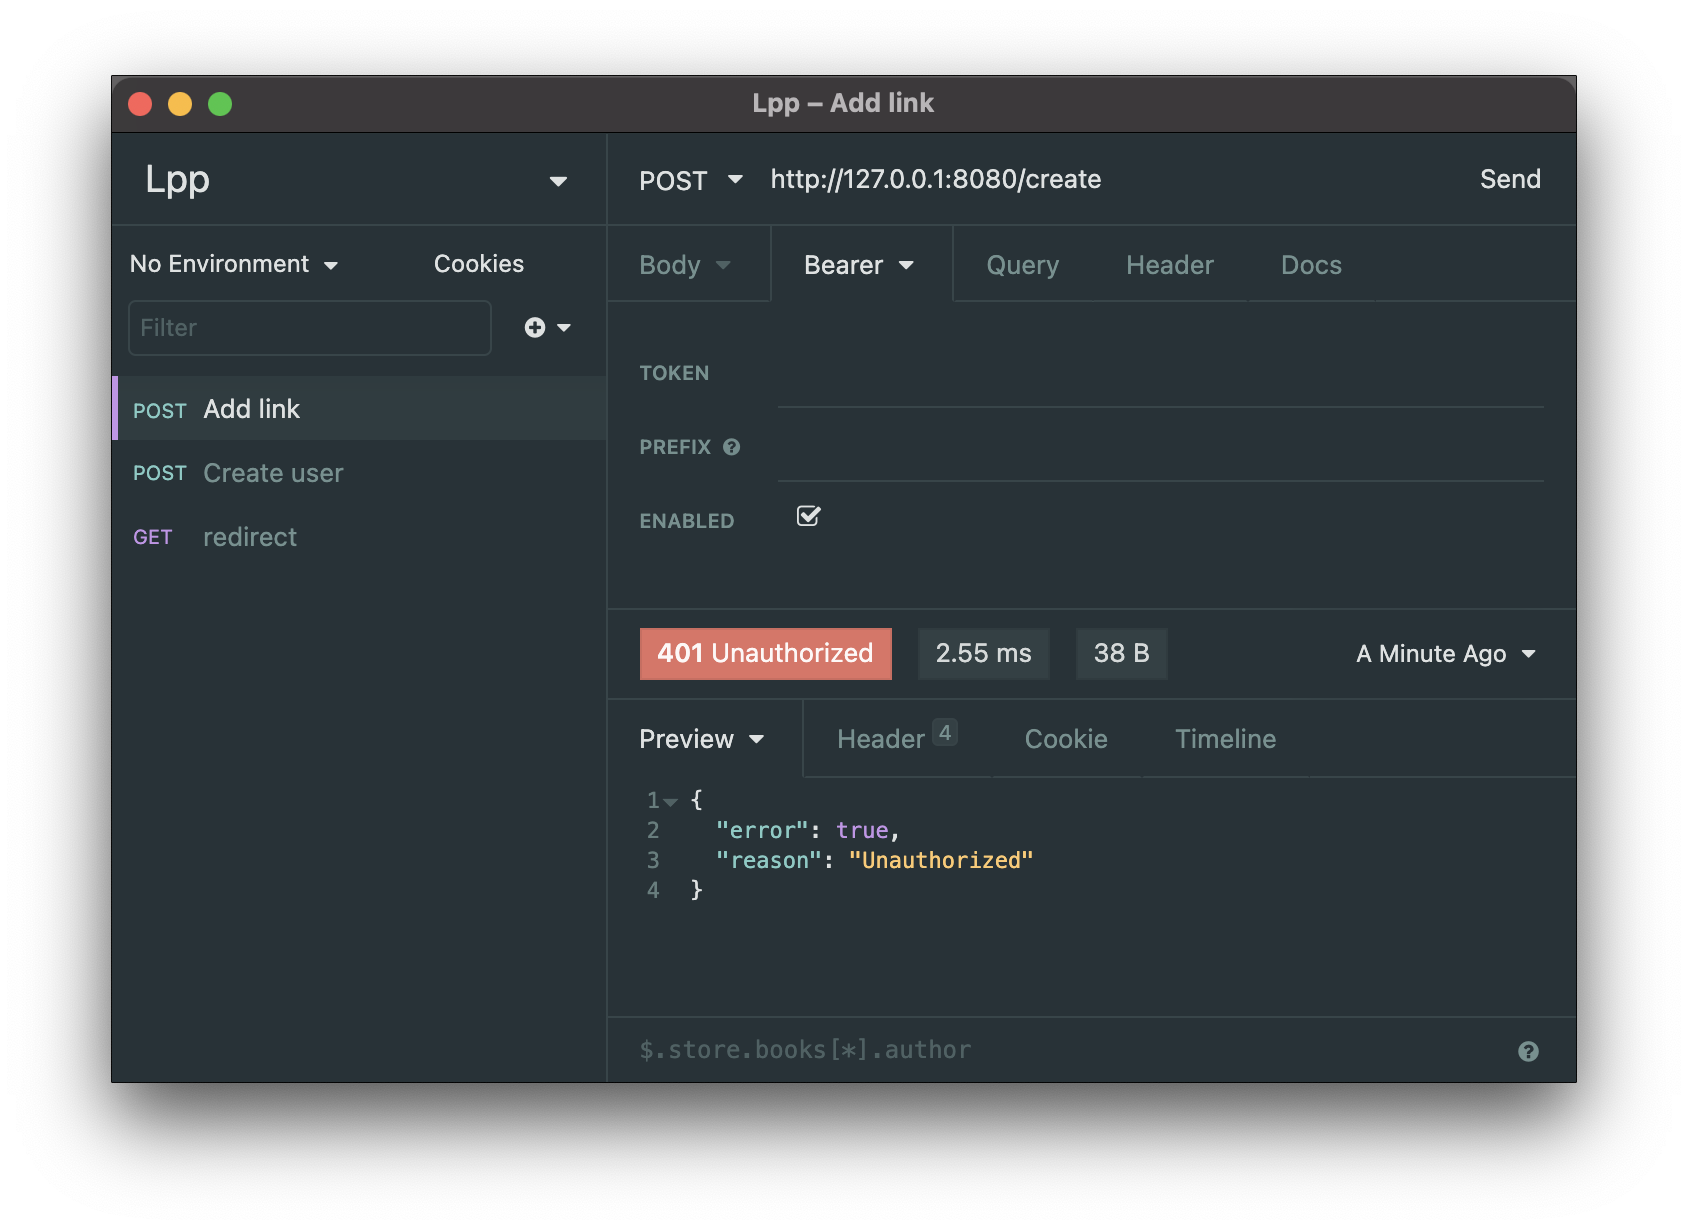 Lpp – Add link
Lpp
POST http://127.0.0.1:8080/create Send
No Environment Cookies
Filter
POST Add link
POST Create user
GET redirect
Body Bearer Query Header Docs
TOKEN
PREFIX
ENABLED
401 Unauthorized 2.55 ms 38 B A Minute Ago
Preview Header 4 Cookie Timeline
1 {
2 "error": true,
3 "reason": "Unauthorized"
4 }
$.store.books[*].author